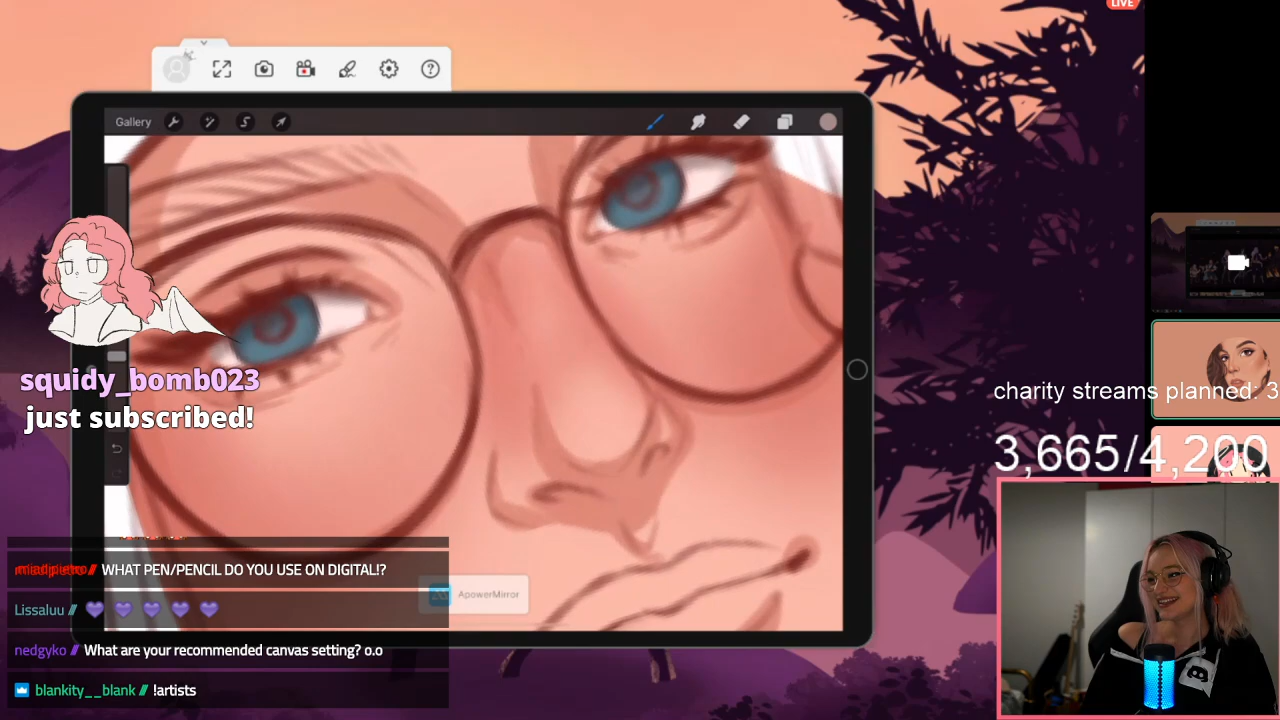 LIVE
Gallery
squidy_bomb023
just subscribed!
charity streams planned: 3
3,665/4,200
// WHAT PEN/PENCIL DO YOU USE ON DIGITAL!?
ApowerMirror
Lissaluu //
nedgyko // What are your recommended canvas setting? o.o
blankity__blank // !artists